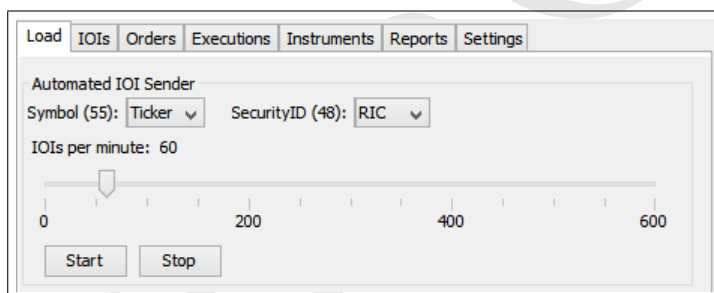 Load IOIs Orders Executions Instruments Reports Settings
Automated IOI Sender
Symbol (55): Ticker SecurityID (48): RIC
IOIs per minute: 60
0 200 400 600
Start Stop